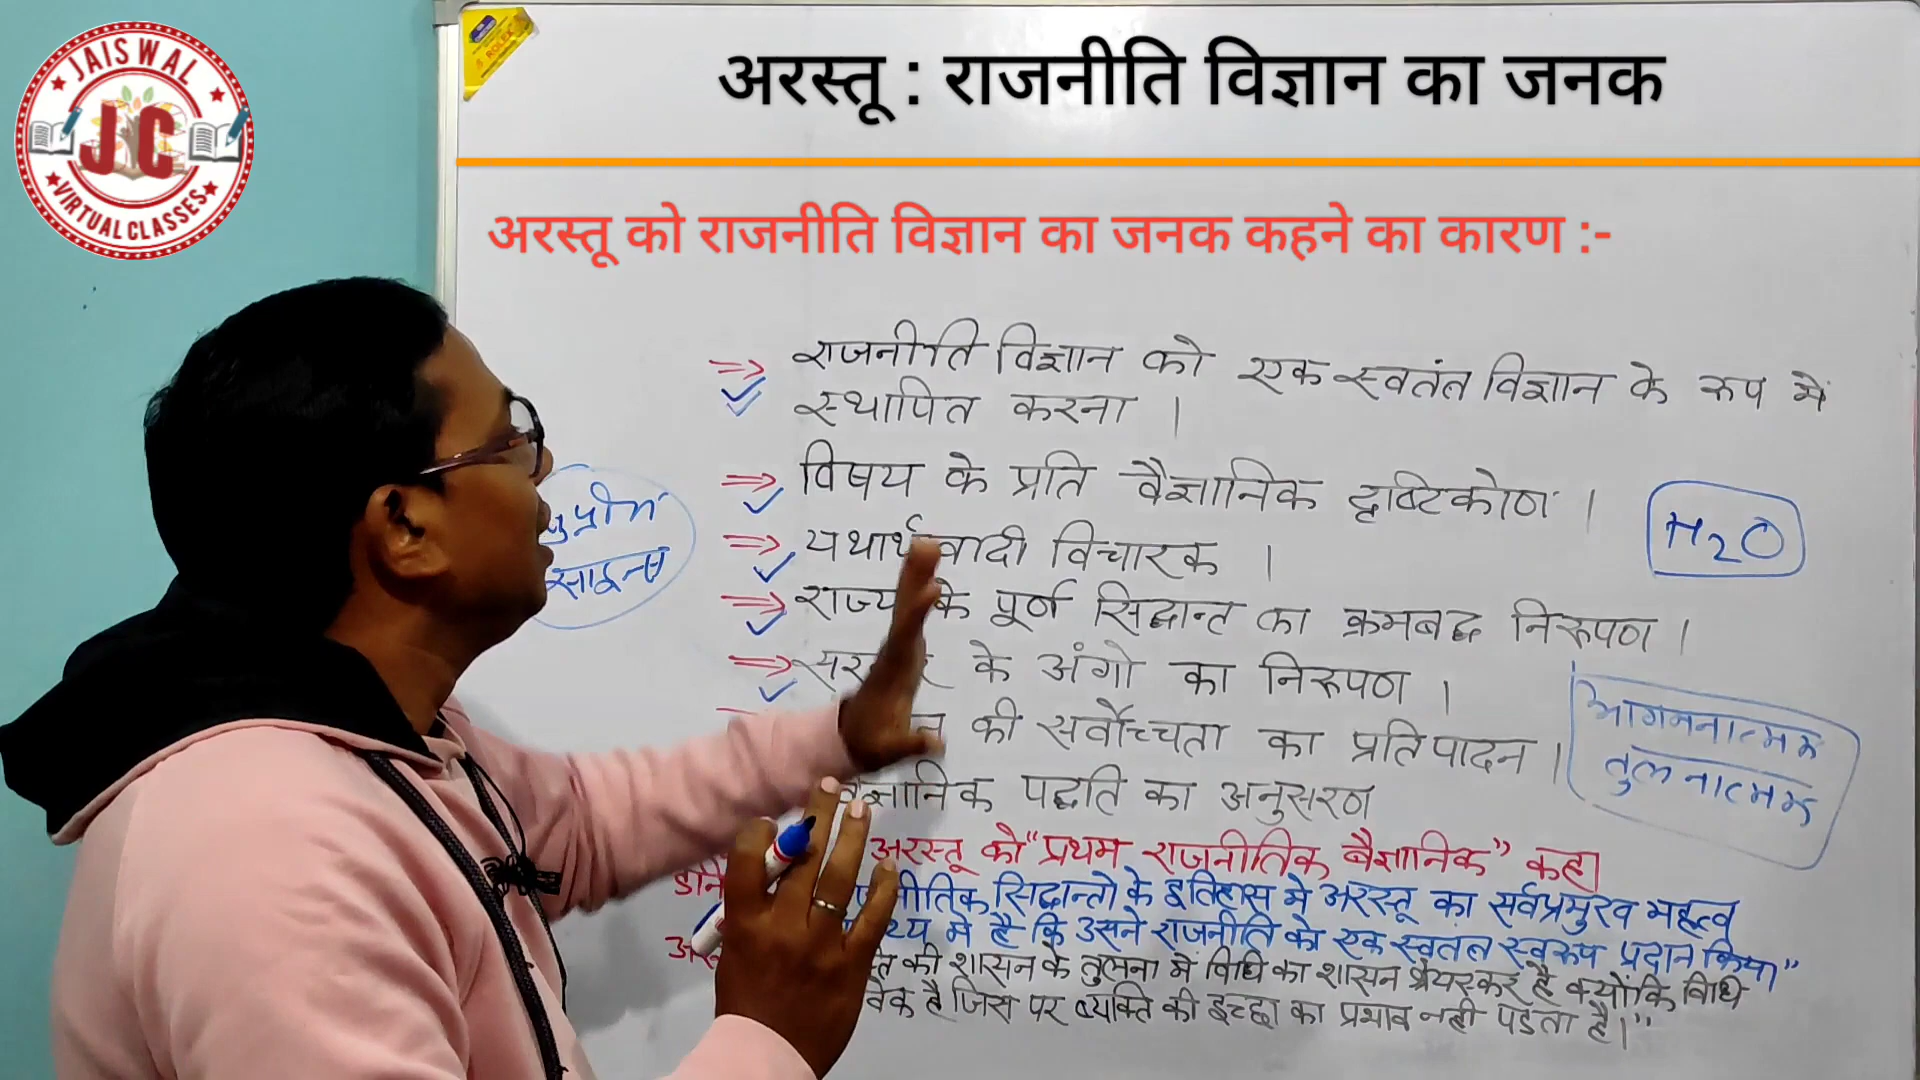 JAISWAL
JC
VIRTUAL CLASSES
ROLEX
अरस्तू : राजनीति विज्ञान का जनक
अरस्तू को राजनीति विज्ञान का जनक कहने का कारण :-
⇒ राजनीति विज्ञान को एक स्वतंत्र विज्ञान के रूप में
स्थापित करना ।
⇒ विषय के प्रति वैज्ञानिक दृष्टिकोण ।
H2O
साइन्स
⇒ यथार्थवादी विचारक ।
⇒ राज्य के पूर्ण सिद्धान्त का क्रमबद्ध निरूपण ।
⇒ के अंगो का निरूपण ।
की सर्वोच्चता का प्रतिपादन ।
आगमनात्मक
तुलनात्मक
वैज्ञानिक पद्धति का अनुसरण
अरस्तू को "प्रथम राजनीतिक वैज्ञानिक" कहा
सिद्धान्तो के इतिहास मे अरस्तू का सर्वप्रमुख महत्व
मे है कि उसने राजनीति को एक स्वतंत्र स्वरूप प्रदान किया"
की शासन के तुलना में विधि का शासन श्रेयस्कर है क्योंकि विधि
है जिस पर व्यक्ति की इच्छा का प्रभाव नही पड़ता है।"